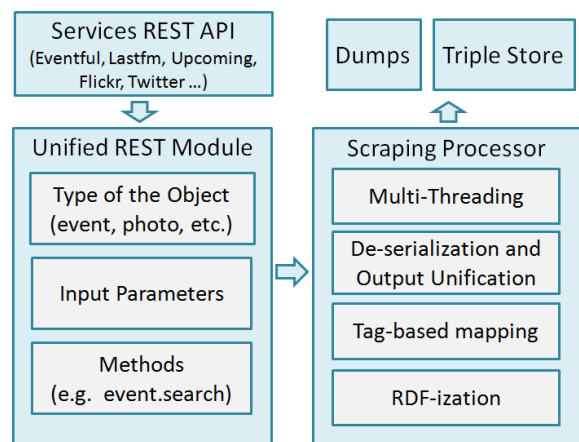 Services REST API
(Eventful, Lastfm, Upcoming,
Flickr, Twitter ...)
Dumps
Triple Store
Unified REST Module
Type of the Object
(event, photo, etc.)
Input Parameters
Methods
(e.g. event.search)
Scraping Processor
Multi-Threading
De-serialization and
Output Unification
Tag-based mapping
RDF-ization